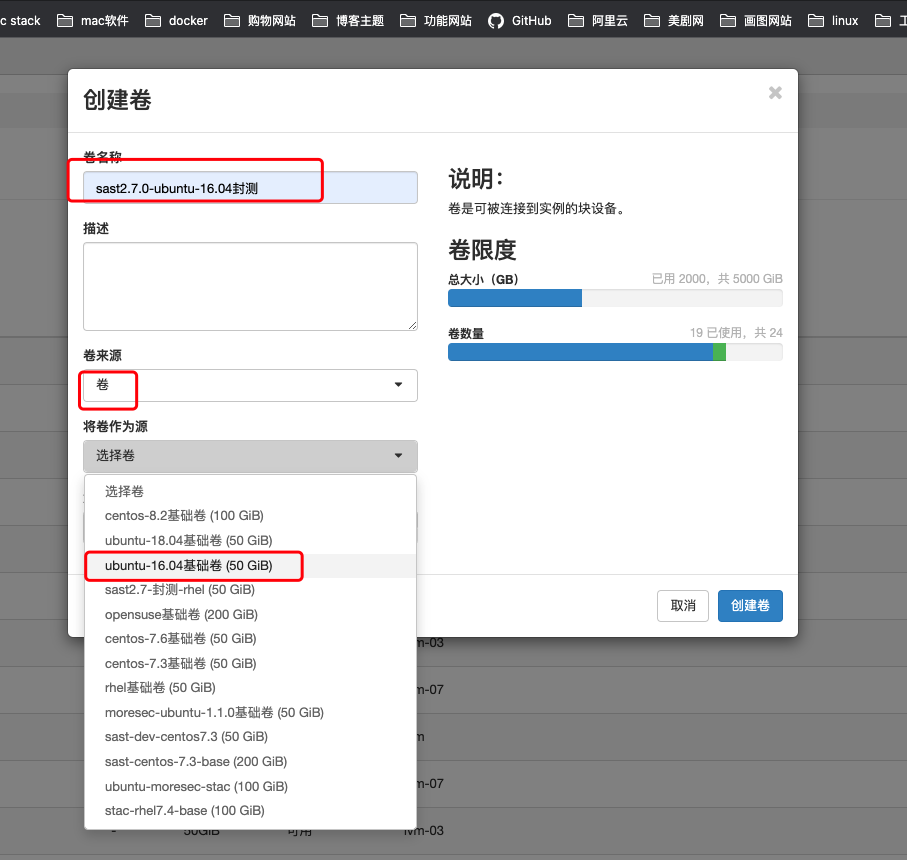 c stack mac软件 docker 购物网站 博客主题 功能网站 GitHub 阿里云 美剧网 画图网站 linux
创建卷
卷名称
sast2.7.0-ubuntu-16.04封测
描述
卷来源
卷
将卷作为源
选择卷
选择卷
centos-8.2基础卷 (100 GiB)
ubuntu-18.04基础卷 (50 GiB)
ubuntu-16.04基础卷 (50 GiB)
sast2.7-封测-rhel (50 GiB)
opensuse基础卷 (200 GiB)
centos-7.6基础卷 (50 GiB)
centos-7.3基础卷 (50 GiB)
rhel基础卷 (50 GiB)
moresec-ubuntu-1.1.0基础卷 (50 GiB)
sast-dev-centos7.3 (50 GiB)
sast-centos-7.3-base (200 GiB)
ubuntu-moresec-stac (100 GiB)
stac-rhel7.4-base (100 GiB)
说明：
卷是可被连接到实例的块设备。
卷限度
总大小（GB） 已用 2000，共 5000 GiB
卷数量 19 已使用，共 24
取消 创建卷
m-03
m-07
m
m-07
- 50GiB 可用 lvm-03